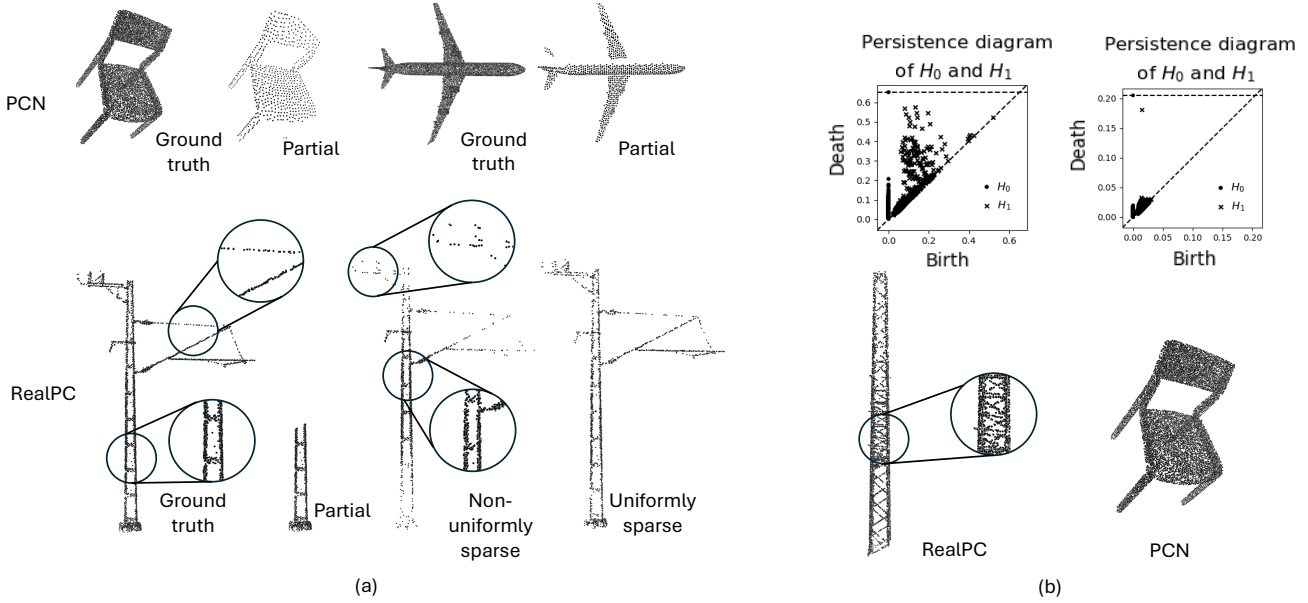 PCN
Ground
truth
Partial
Ground
truth
Partial
RealPC
Ground
truth
Partial
Non-
uniformly
sparse
Uniformly
sparse
(a)
Persistence diagram
of H₀ and H₁
Death
0.6
0.5
0.4
0.3
0.2
0.1
0.0
H₀
H₁
0.0 0.2 0.4 0.6
Birth
Persistence diagram
of H₀ and H₁
Death
0.20
0.15
0.10
0.05
0.00
H₀
H₁
0.00 0.05 0.10 0.15 0.20
Birth
RealPC
PCN
(b)